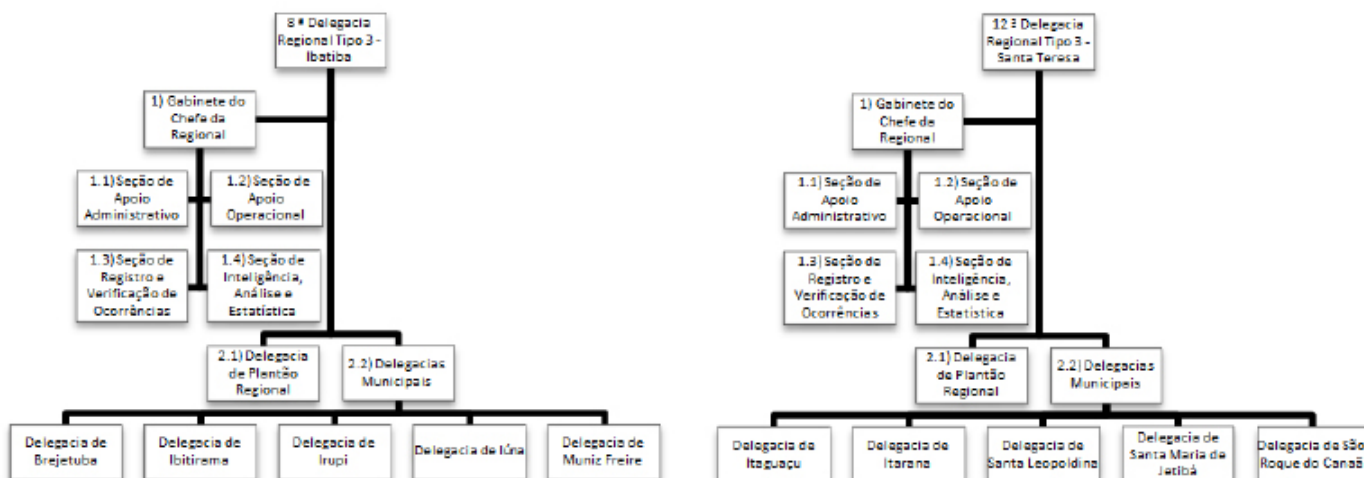 8ª Delegacia
Regional Tipo 3 -
Ibatiba
1) Gabinete do
Chefe da
Regional
1.1) Seção de
Apoio
Administrativo
1.2) Seção de
Apoio
Operacional
1.3) Seção de
Registro e
Verificação de
Ocorrências
1.4) Seção de
Inteligência,
Análise e
Estatística
2.1) Delegacia
de Plantão
Regional
2.2) Delegacias
Municipais
Delegacia de
Brejetuba
Delegacia de
Ibitirama
Delegacia de
Irupi
Delegacia de Iúna
Delegacia de
Muniz Freire
12ª Delegacia
Regional Tipo 3 -
Santa Teresa
1) Gabinete do
Chefe da
Regional
1.1) Seção de
Apoio
Administrativo
1.2) Seção de
Apoio
Operacional
1.3) Seção de
Registro e
Verificação de
Ocorrências
1.4) Seção de
Inteligência,
Análise e
Estatística
2.1) Delegacia
de Plantão
Regional
2.2) Delegacias
Municipais
Delegacia de
Itaguaçu
Delegacia de
Itarana
Delegacia de
Santa Leopoldina
Delegacia de
Santa Maria de
Jetibá
Delegacia de São
Roque do Canaã